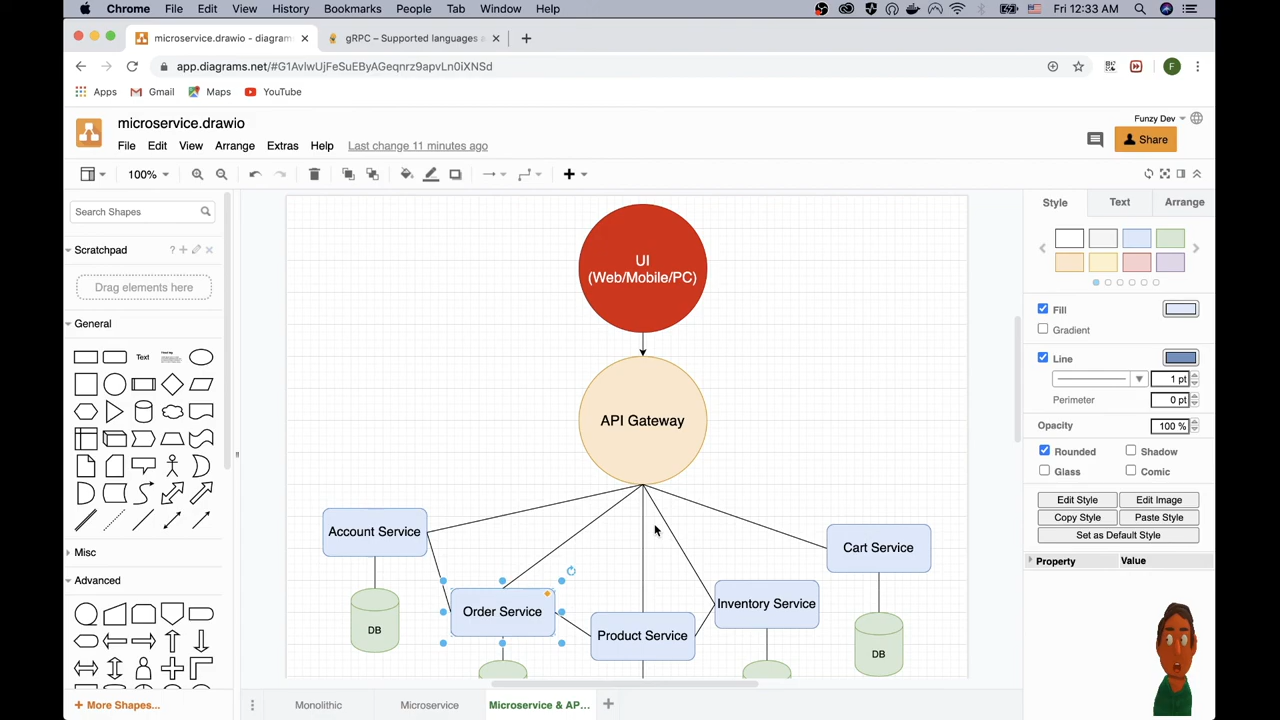 Chrome File Edit View History Bookmarks People Tab Window Help Fri 12:33 AM
microservice.drawio - diagram
gRPC – Supported languages
app.diagrams.net/#G1AvlwUjFeSuEByAGeqnrz9apvLn0iXNSd
F
Apps Gmail Maps YouTube
microservice.drawio
Funzy Dev
File Edit View Arrange Extras Help Last change 11 minutes ago
Share
100%
Search Shapes
Scratchpad
?
Drag elements here
General
Text
Misc
Advanced
+ More Shapes...
UI
(Web/Mobile/PC)
API Gateway
Account Service
Order Service
Product Service
Inventory Service
Cart Service
DB
DB
Style Text Arrange
Fill
Gradient
Line
1 pt
Perimeter 0 pt
Opacity 100 %
Rounded Shadow
Glass Comic
Edit Style Edit Image
Copy Style Paste Style
Set as Default Style
Property Value
Monolithic Microservice Microservice & AP...